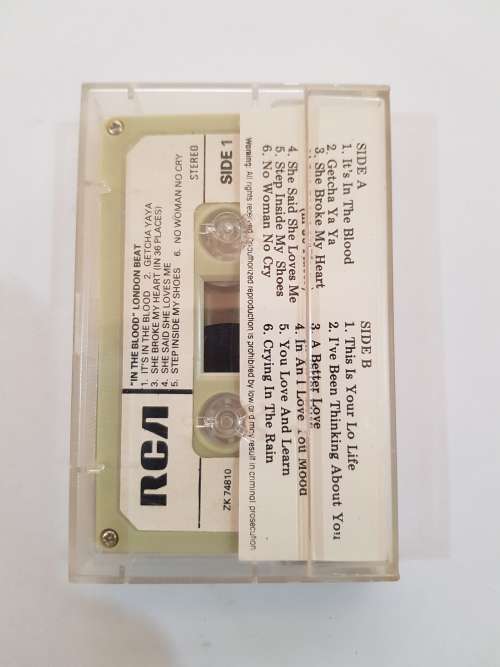 SIDE A
1. It's In The Blood
2. Getcha Ya Ya
3. She Broke My Heart
4. She Said She Loves Me
5. Step Inside My Shoes
6. No Woman No Cry
SIDE B
1. This Is Your Lo Life
2. I've Been Thinking About You
3. A Better Love
4. In An I Love You Mood
5. You Love And Learn
6. Crying In The Rain
Warning: All rights reserved. Unauthorized reproduction is prohibited by law and may result in criminal prosecution
"IN THE BLOOD" LONDON BEAT
1. IT'S IN THE BLOOD 2. GETCHA YAYA
3. SHE BROKE MY HEART (IN 36 PLACES)
4. SHE SAID SHE LOVES ME
5. STEP INSIDE MY SHOES 6. NO WOMAN NO CRY
STEREO
SIDE 1
RCA
ZK 74810